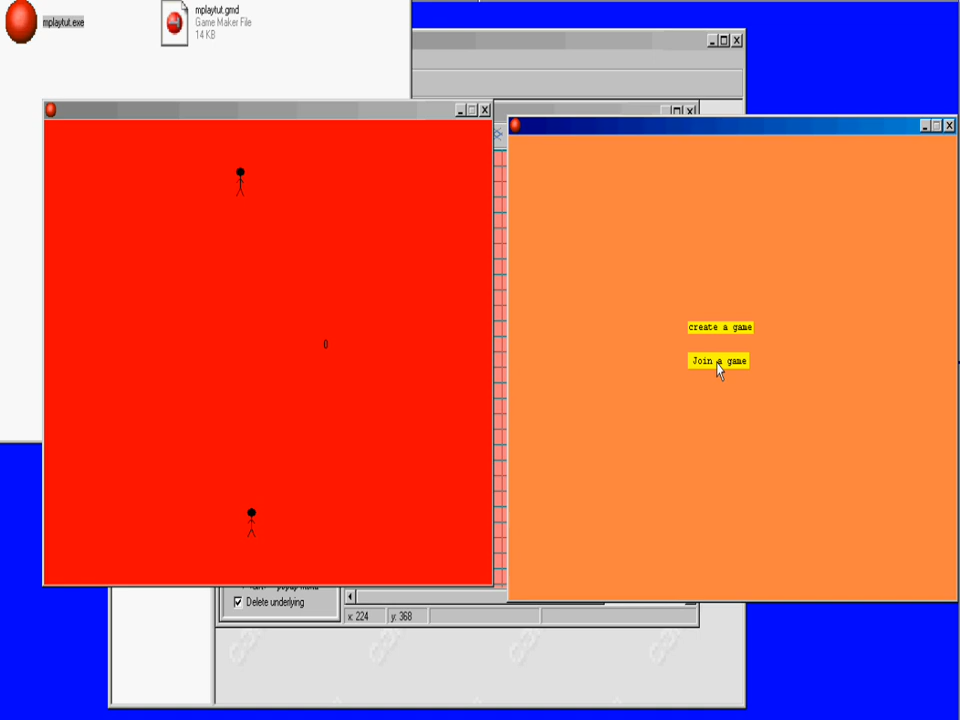 mplaytut.exe
mplaytut.gmd
Game Maker File
14 KB
0
create a game
Join a game
Delete underlying
x: 224
y: 368